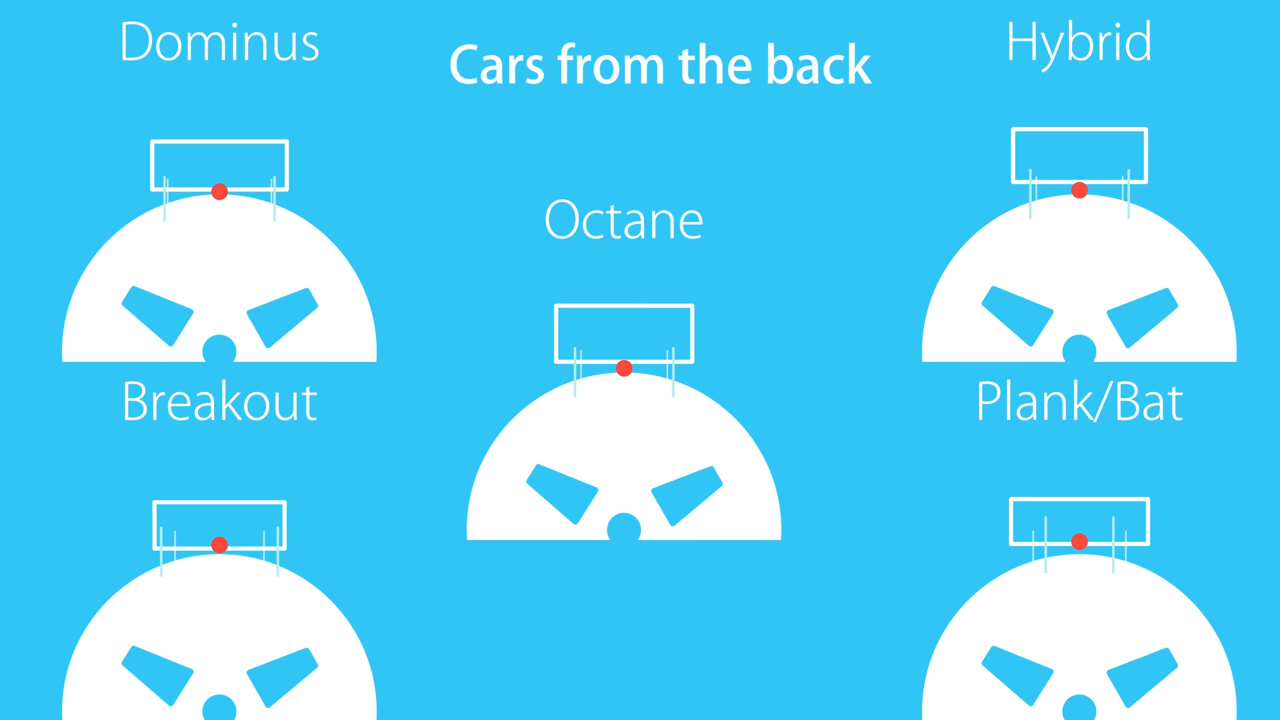 Dominus
Cars from the back
Hybrid
Octane
Breakout
Plank/Bat